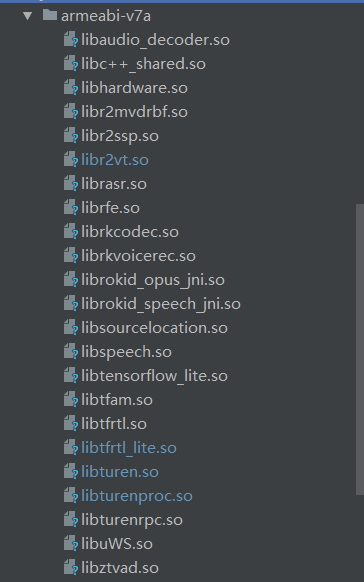 armeabi-v7a
libaudio_decoder.so
libc++_shared.so
libhardware.so
libr2mvdrbf.so
libr2ssp.so
libr2vt.so
librasr.so
librfe.so
librkcodec.so
librkvoicerec.so
librokid_opus_jni.so
librokid_speech_jni.so
libsourcelocation.so
libspeech.so
libtensorflow_lite.so
libtfam.so
libtfrtl.so
libtfrtl_lite.so
libturen.so
libturenproc.so
libturenrpc.so
libuWS.so
libztvad.so